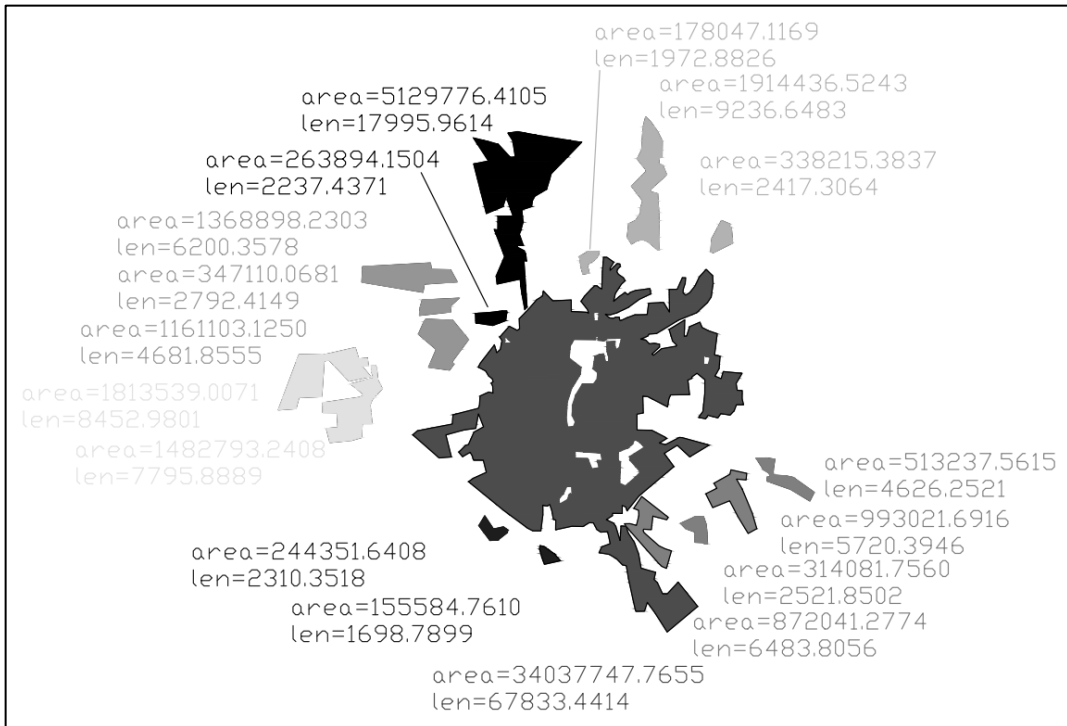 area=178047.1169
len=1972.8826
area=1914436.5243
len=9236.6483
area=5129776.4105
len=17995.9614
area=338215.3837
len=2417.3064
area=263894.1504
len=2237.4371
area=1368898.2303
len=6200.3578
area=347110.0681
len=2792.4149
area=1161103.1250
len=4681.8555
area=1813539.0071
len=8452.9801
area=1482793.2408
len=7795.8889
area=513237.5615
len=4626.2521
area=993021.6916
len=5720.3946
area=244351.6408
len=2310.3518
area=314081.7560
len=2521.8502
area=155584.7610
len=1698.7899
area=872041.2774
len=6483.8056
area=34037747.7655
len=67833.4414